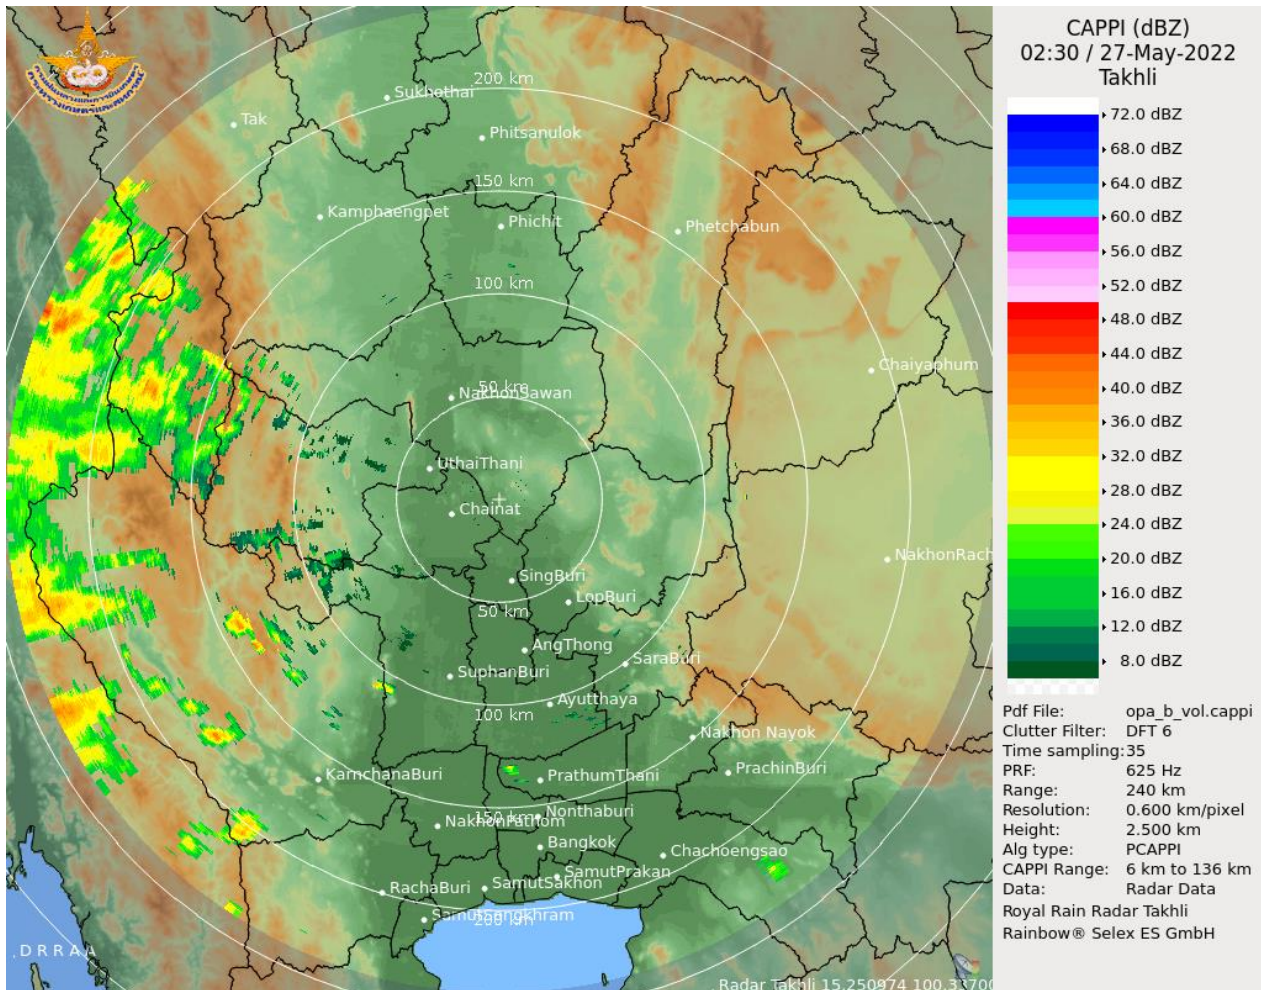 CAPPI (dBZ)
02:30 / 27-May-2022
Takhli
72.0 dBZ
68.0 dBZ
64.0 dBZ
60.0 dBZ
56.0 dBZ
52.0 dBZ
48.0 dBZ
44.0 dBZ
40.0 dBZ
36.0 dBZ
32.0 dBZ
28.0 dBZ
24.0 dBZ
20.0 dBZ
16.0 dBZ
12.0 dBZ
8.0 dBZ
Pdf File: opa_b_vol.cappi
Clutter Filter: DFT 6
Time sampling: 35
PRF: 625 Hz
Range: 240 km
Resolution: 0.600 km/pixel
Height: 2.500 km
Alg type: PCAPPI
CAPPI Range: 6 km to 136 km
Data: Radar Data
Royal Rain Radar Takhli
Rainbow® Selex ES GmbH
200 km
Sukhothai
Tak
Phitsanulok
150 km
Kamphaengpet
Phichit
Phetchabun
100 km
Chaiyaphum
50 km
NakhonSawan
UthaiThani
Chainat
NakhonRach
SingBuri
LopBuri
50 km
AngThong
SaraBuri
SuphanBuri
Ayutthaya
100 km
Nakhon Nayok
KamchanaBuri
PrathumThani
PrachinBuri
150 km
Nonthaburi
NakhonPathom
Bangkok
Chachoengsao
SamutPrakan
SamutSakhon
RachaBuri
SamutSangkhram
200 km
. D R R A A
Radar Takhli 15.250974 100.33700